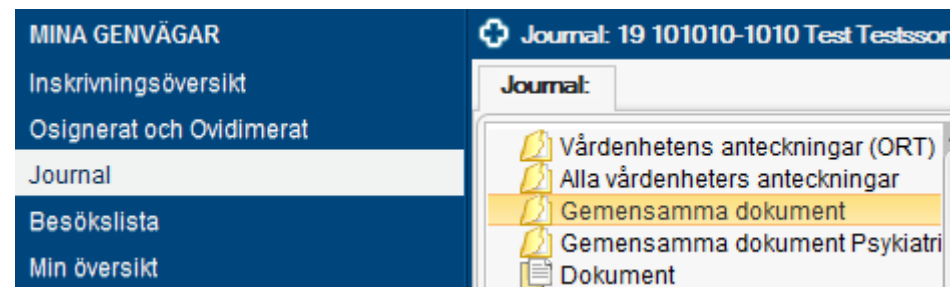 MINA GENVÄGAR
Inskrivningsöversikt
Osignerat och Ovidimerat
Journal
Besökslista
Min översikt
Journal: 19 101010-1010 Test Testsson
Journal:
Vårdenhetens anteckningar (ORT)
Alla vårdenheters anteckningar
Gemensamma dokument
Gemensamma dokument Psykiatri
Dokument